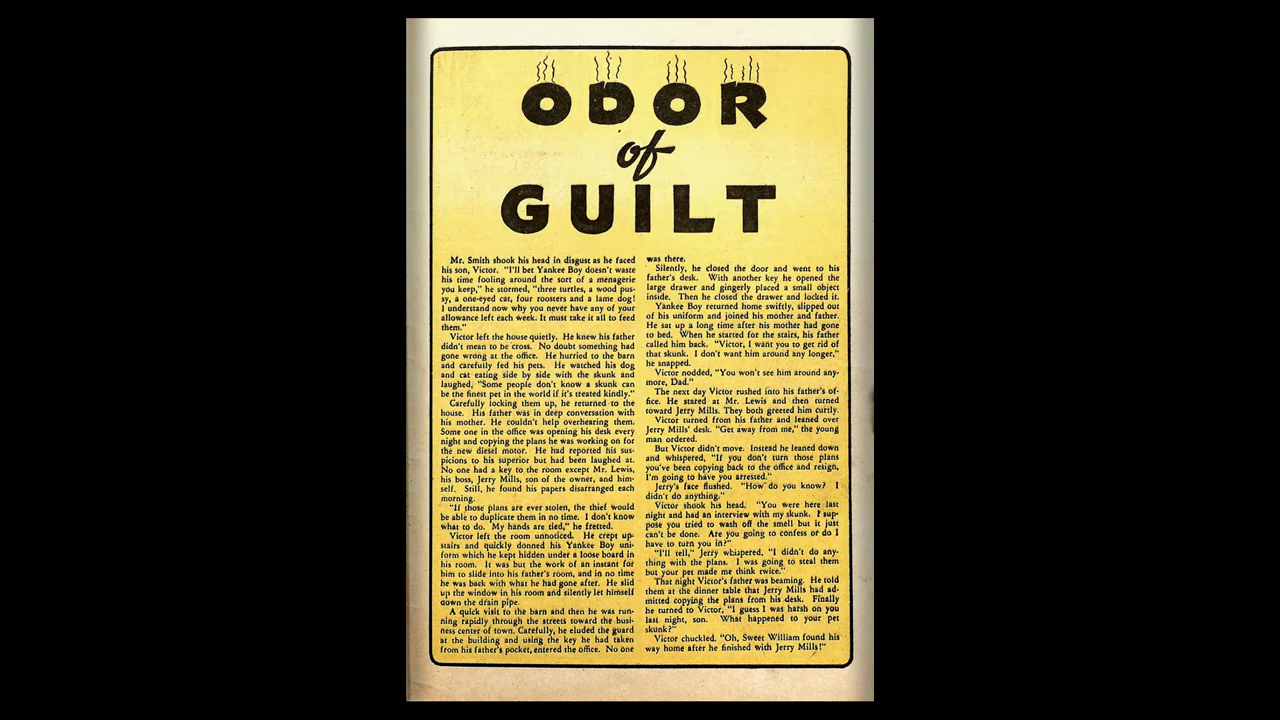 ODOR
of
GUILT
Mr. Smith shook his head in disgust as he faced
his son, Victor. "I'll bet Yankee Boy doesn't waste
his time fooling around the sort of a menagerie
you keep," he stormed, "three turtles, a wood pus-
sy, a one-eyed cat, four roosters and a lame dog!
I understand now why you never have any of your
allowance left each week. It must take it all to feed
them."
Victor left the house quietly. He knew his father
didn't mean to be cross. No doubt something had
gone wrong at the office. He hurried to the barn
and carefully fed his pets. He watched his dog
and cat eating side by side with the skunk and
laughed, "Some people don't know a skunk can
be the finest pet in the world if it's treated kindly."
Carefully locking them up, he returned to the
house. His father was in deep conversation with
his mother. He couldn't help overhearing them.
Some one in the office was opening his desk every
night and copying the plans he was working on for
the new diesel motor. He had reported his sus-
picions to his superior but had been laughed at.
No one had a key to the room except Mr. Lewis,
his boss, Jerry Mills, son of the owner, and him-
self. Still, he found his papers disarranged each
morning.
"If those plans are ever stolen, the thief would
be able to duplicate them in no time. I don't know
what to do. My hands are tied," he fretted.
Victor left the room unnoticed. He crept up-
stairs and quickly donned his Yankee Boy uni-
form which he kept hidden under a loose board in
his room. It was but the work of an instant for
him to slide into his father's room, and in no time
he was back with what he had gone after. He slid
up the window in his room and silently let himself
down the drain pipe.
A quick visit to the barn and then he was run-
ning rapidly through the streets toward the busi-
ness center of town. Carefully, he eluded the guard
at the building and using the key he had taken
from his father's pocket, entered the office. No one
was there.
Silently, he closed the door and went to his
father's desk. With another key he opened the
large drawer and gingerly placed a small object
inside. Then he closed the drawer and locked it.
Yankee Boy returned home swiftly, slipped out
of his uniform and joined his mother and father.
He sat up a long time after his mother had gone
to bed. When he started for the stairs, his father
called him back. "Victor, I want you to get rid of
that skunk. I don't want him around any longer,"
he snapped.
Victor nodded, "You won't see him around any-
more, Dad."
The next day Victor rushed into his father's of-
fice. He stared at Mr. Lewis and then turned
toward Jerry Mills. They both greeted him curtly.
Victor turned from his father and leaned over
Jerry Mills' desk. "Get away from me," the young
man ordered.
But Victor didn't move. Instead he leaned down
and whispered, "If you don't turn those plans
you've been copying back to the office and resign,
I'm going to have you arrested."
Jerry's face flushed. "How do you know? I
didn't do anything."
Victor shook his head. "You were here last
night and had an interview with my skunk. I sup-
pose you tried to wash off the smell but it just
can't be done. Are you going to confess or do I
have to turn you in?"
"I'll tell," Jerry whispered, "I didn't do any-
thing with the plans. I was going to steal them
but your pet made me think twice."
That night Victor's father was beaming. He told
them at the dinner table that Jerry Mills had ad-
mitted copying the plans from his desk. Finally
he turned to Victor, "I guess I was harsh on you
last night, son. What happened to your pet
skunk?"
Victor chuckled. "Oh, Sweet William found his
way home after he finished with Jerry Mills!"